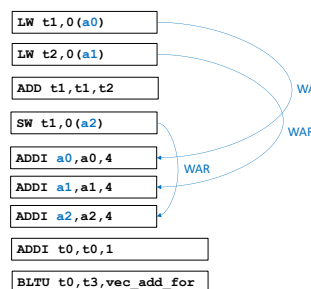 LW t1,0(a0)
LW t2,0(a1)
WA
ADD t1,t1,t2
WAR
SW t1,0(a2)
ADDI a0,a0,4
WAR
ADDI a1,a1,4
ADDI a2,a2,4
ADDI t0,t0,1
BLTU t0,t3,vec_add_for